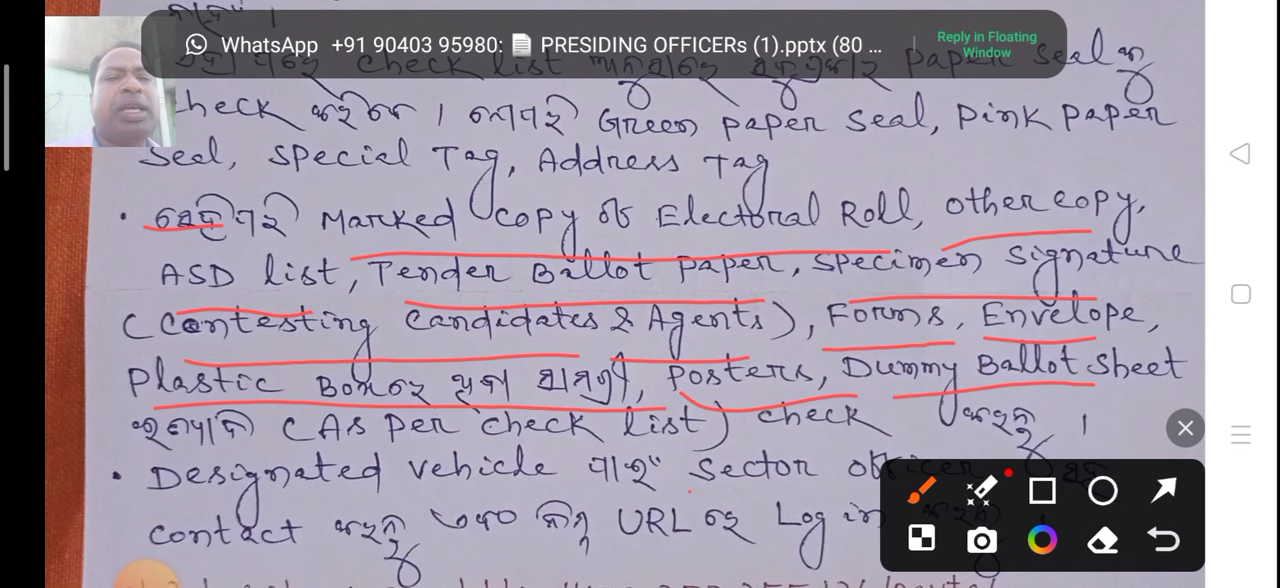 WhatsApp +91 90403 95980: PRESIDING OFFICERs (1).pptx (80 ...
Reply in Floating Window
check list ଅନୁଯାୟୀ paper seal କୁ
check କରିବେ । ସେପରି Green paper seal, pink paper
seal, special Tag, Address Tag
• ସେହିପରି Marked copy of Electoral Roll, other copy,
ASD list, Tender Ballot paper, specimen signature
(Contesting Candidates & Agents), Forms, Envelope,
plastic Boxରେ ଥିବା ସାମଗ୍ରୀ, posters, Dummy Ballot sheet
ଇତ୍ୟାଦି (As per check list) check କରନ୍ତୁ ।
• Designated vehicle ପାଇଁ sector officer
contact କରନ୍ତୁ ଏବଂ URL ରେ Log in